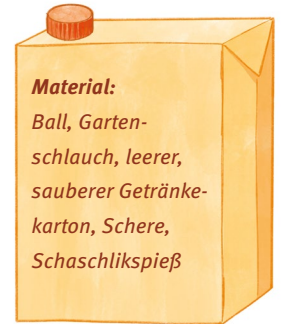 Material:
Ball, Garten-
schlauch, leerer,
sauberer Getränke-
karton, Schere,
Schaschlikspieß